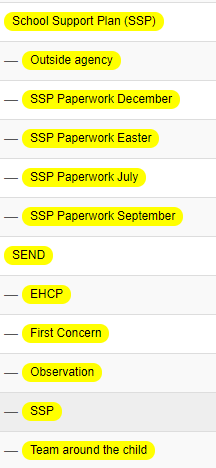 School Support Plan (SSP)
— Outside agency
— SSP Paperwork December
— SSP Paperwork Easter
— SSP Paperwork July
— SSP Paperwork September
SEND
— EHCP
— First Concern
— Observation
— SSP
— Team around the child